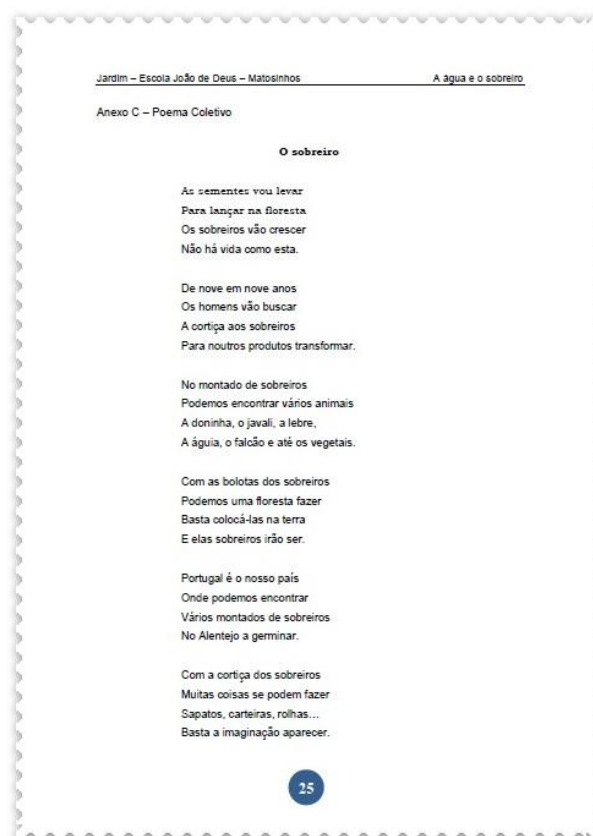 Jardim – Escola João de Deus – Matosinhos A água e o sobreiro
Anexo C – Poema Coletivo
O sobreiro
As sementes vou levar
Para lançar na floresta
Os sobreiros vão crescer
Não há vida como esta.
De nove em nove anos
Os homens vão buscar
A cortiça aos sobreiros
Para noutros produtos transformar.
No montado de sobreiros
Podemos encontrar vários animais
A doninha, o javali, a lebre,
A águia, o falcão e até os vegetais.
Com as bolotas dos sobreiros
Podemos uma floresta fazer
Basta colocá-las na terra
E elas sobreiros irão ser.
Portugal é o nosso país
Onde podemos encontrar
Vários montados de sobreiros
No Alentejo a germinar.
Com a cortiça dos sobreiros
Muitas coisas se podem fazer
Sapatos, carteiras, rolhas...
Basta a imaginação aparecer.
25